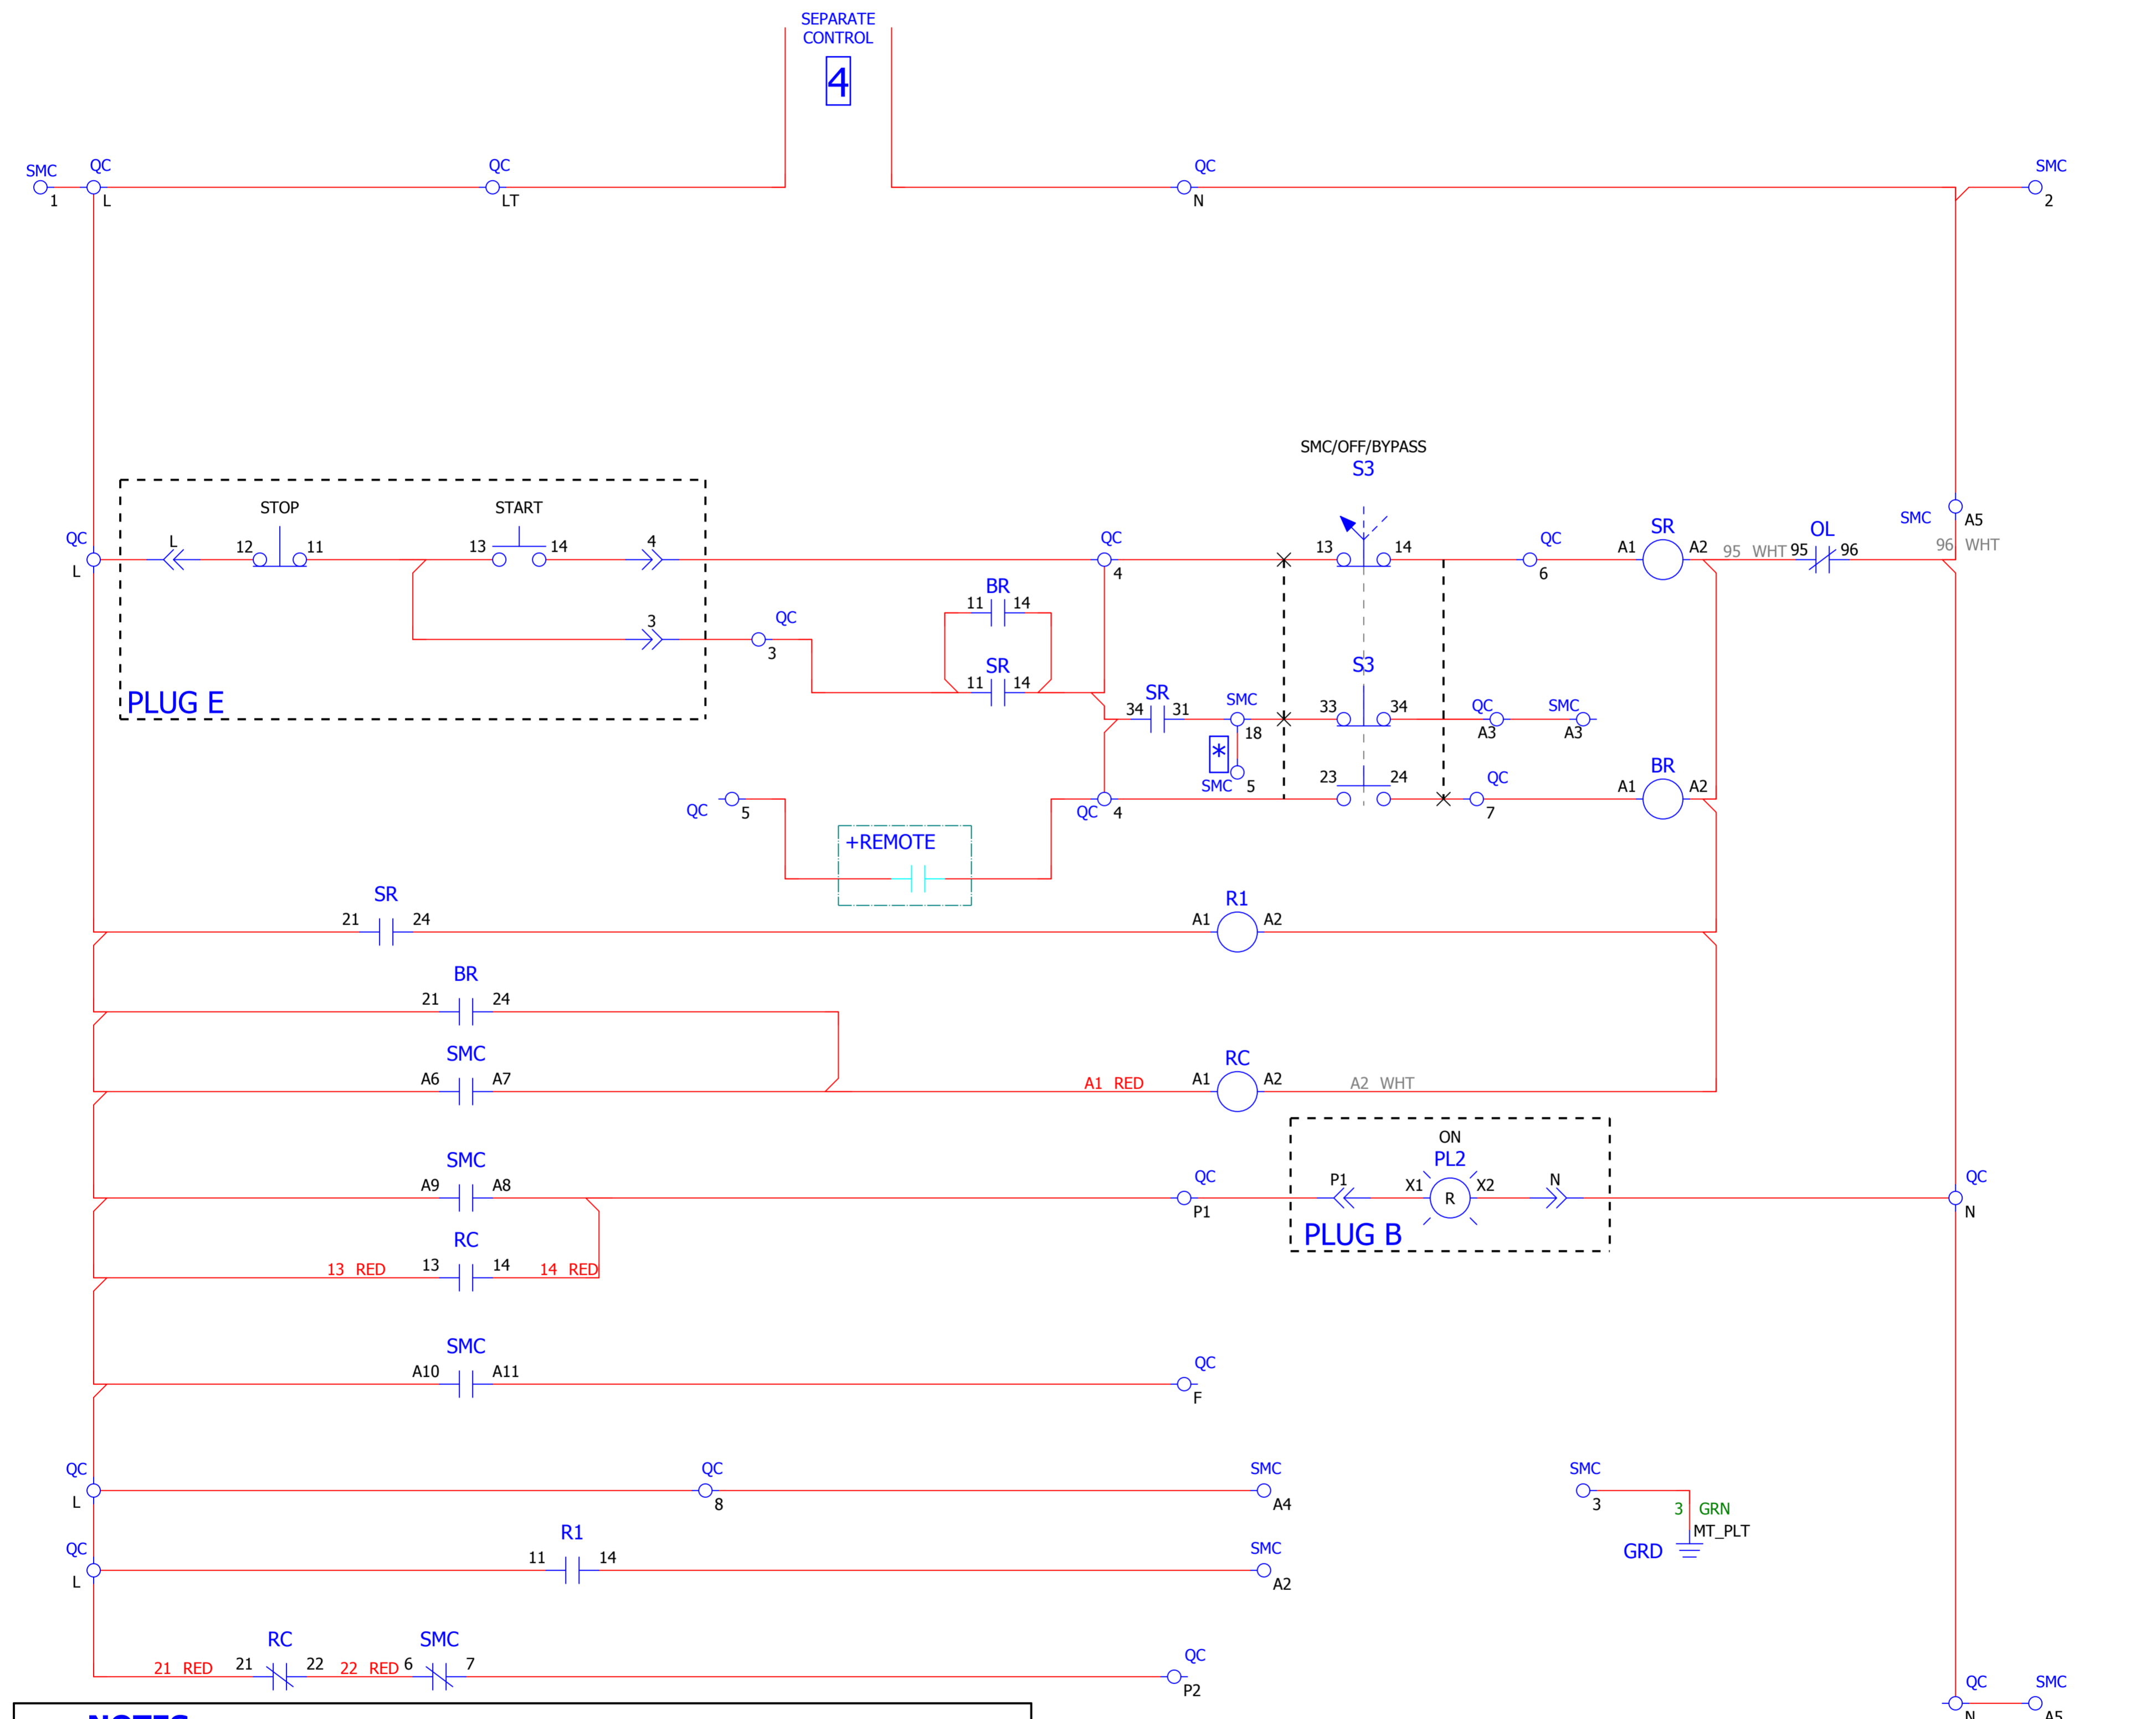 SEPARATE
CONTROL
4
SMC
1
QC
L
QC
LT
QC
N
SMC
2
SMC/OFF/BYPASS
S3
STOP
START
QC
L
L
12
11
13
14
4
QC
4
13
14
QC
6
SR
A1
A2
95 WHT
95
OL
96
SMC
A5
96 WHT
3
QC
3
PLUG E
BR
11
14
SR
11
14
SR
34
31
SMC
18
*
SMC
5
S3
33
34
QC
A3
SMC
A3
23
24
QC
7
BR
A1
A2
QC
5
QC
4
+REMOTE
SR
21
24
R1
A1
A2
BR
21
24
SMC
A6
A7
A1 RED
RC
A1
A2
A2 WHT
SMC
A9
A8
QC
P1
ON
PL2
P1
X1
R
X2
N
PLUG B
QC
N
RC
13 RED
13
14
14 RED
SMC
A10
A11
QC
F
QC
L
QC
8
SMC
A4
SMC
3
3 GRN
MT_PLT
GRD
QC
L
R1
11
14
SMC
A2
RC
21 RED
21
22
22 RED
SMC
6
7
QC
P2
QC
N
SMC
A5
NOTES